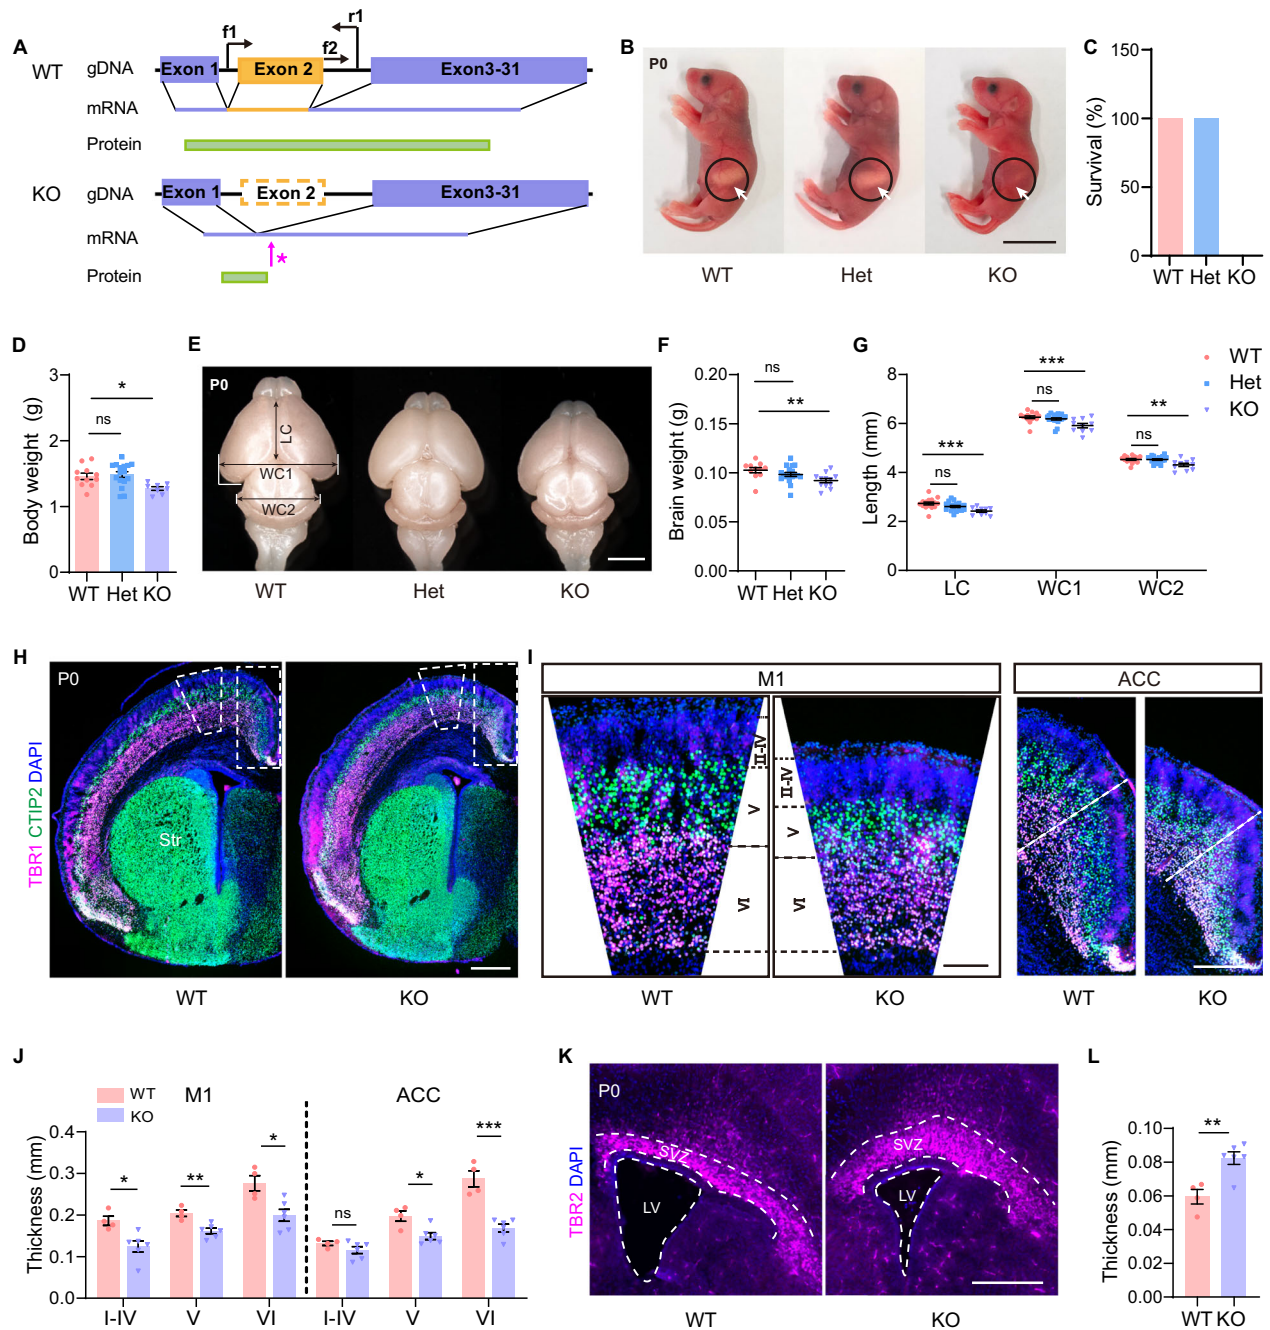 A
f1
f2
r1
WT
gDNA
Exon 1
Exon 2
Exon3-31
mRNA
Protein
KO
gDNA
Exon 1
Exon 2
Exon3-31
mRNA
*
Protein
B
P0
WT
Het
KO
C
Survival (%)
150
100
50
0
WT Het KO
D
Body weight (g)
3
2
1
0
*
ns
WT Het KO
E
P0
LC
WC1
WC2
WT
Het
KO
F
Brain weight (g)
0.20
0.15
0.10
0.05
0.00
ns
**
WT Het KO
G
Length (mm)
8
6
4
2
0
***
ns
***
ns
**
ns
LC
WC1
WC2
WT
Het
KO
H
TBR1 CTIP2 DAPI
P0
Str
WT
KO
I
M1
ACC
II-IV
V
VI
II-IV
V
VI
WT
KO
WT
KO
J
WT
KO
M1
ACC
Thickness (mm)
0.4
0.3
0.2
0.1
0.0
*
**
*
ns
*
***
I-IV
V
VI
I-IV
V
VI
K
TBR2 DAPI
P0
SVZ
LV
SVZ
LV
WT
KO
L
Thickness (mm)
0.10
0.08
0.06
0.04
0.02
0.00
**
WT KO